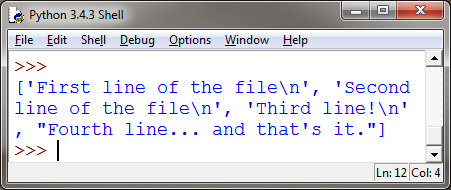 Python 3.4.3 Shell
File Edit Shell Debug Options Window Help
>>>
['First line of the file\n', 'Second
line of the file\n', 'Third line!\n'
, "Fourth line... and that's it."]
>>>
Ln: 12 Col: 4